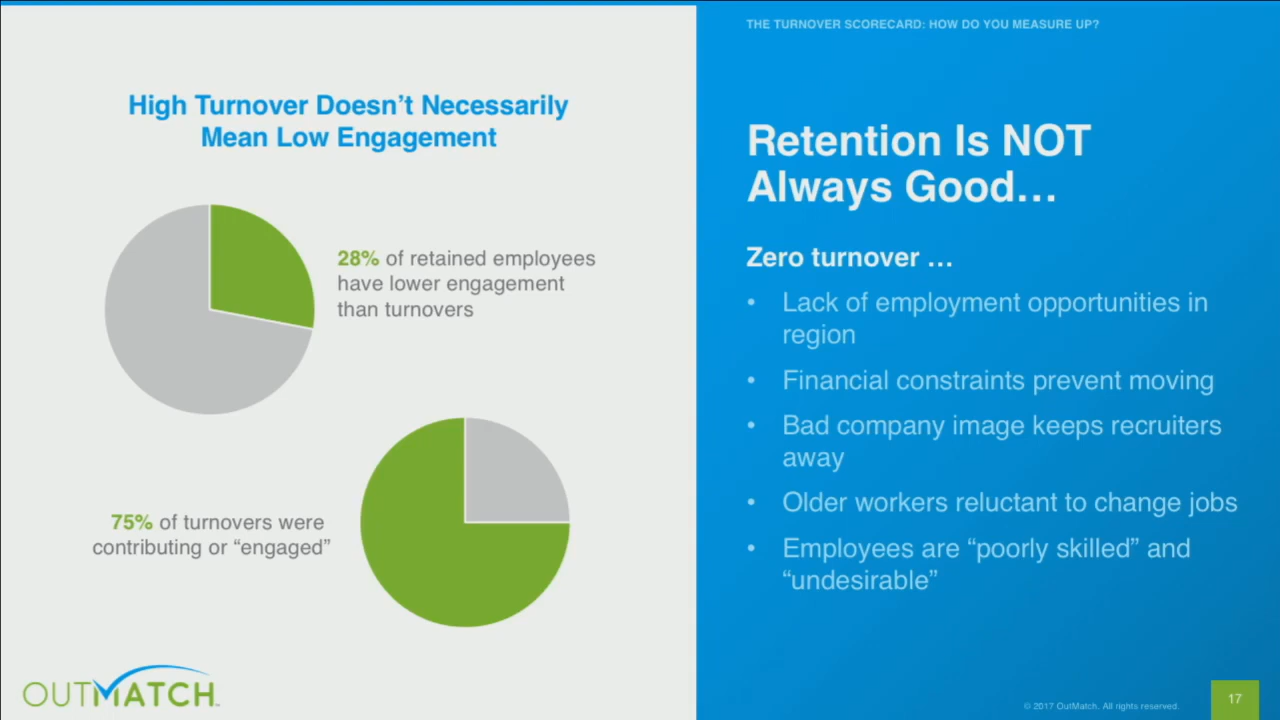 THE TURNOVER SCORECARD: HOW DO YOU MEASURE UP?
High Turnover Doesn’t Necessarily
Mean Low Engagement
28% of retained employees
have lower engagement
than turnovers
75% of turnovers were
contributing or “engaged”
OUTMATCH
Retention Is NOT
Always Good…
Zero turnover …
• Lack of employment opportunities in
region
• Financial constraints prevent moving
• Bad company image keeps recruiters
away
• Older workers reluctant to change jobs
• Employees are “poorly skilled” and
“undesirable”
© 2017 OutMatch. All rights reserved.
17